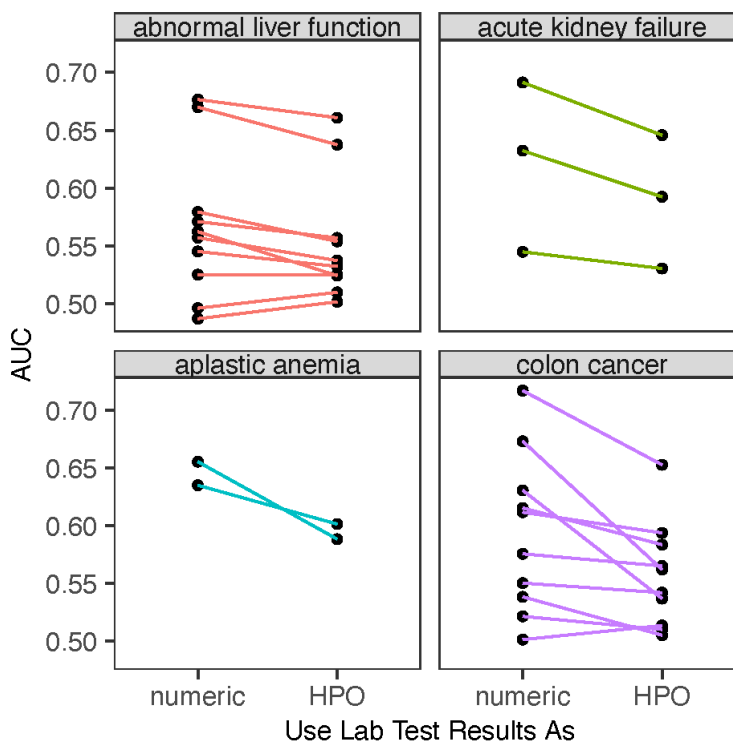 abnormal liver function
acute kidney failure
0.70
0.65
0.60
0.55
0.50
AUC
aplastic anemia
colon cancer
0.70
0.65
0.60
0.55
0.50
numeric HPO
numeric HPO
Use Lab Test Results As